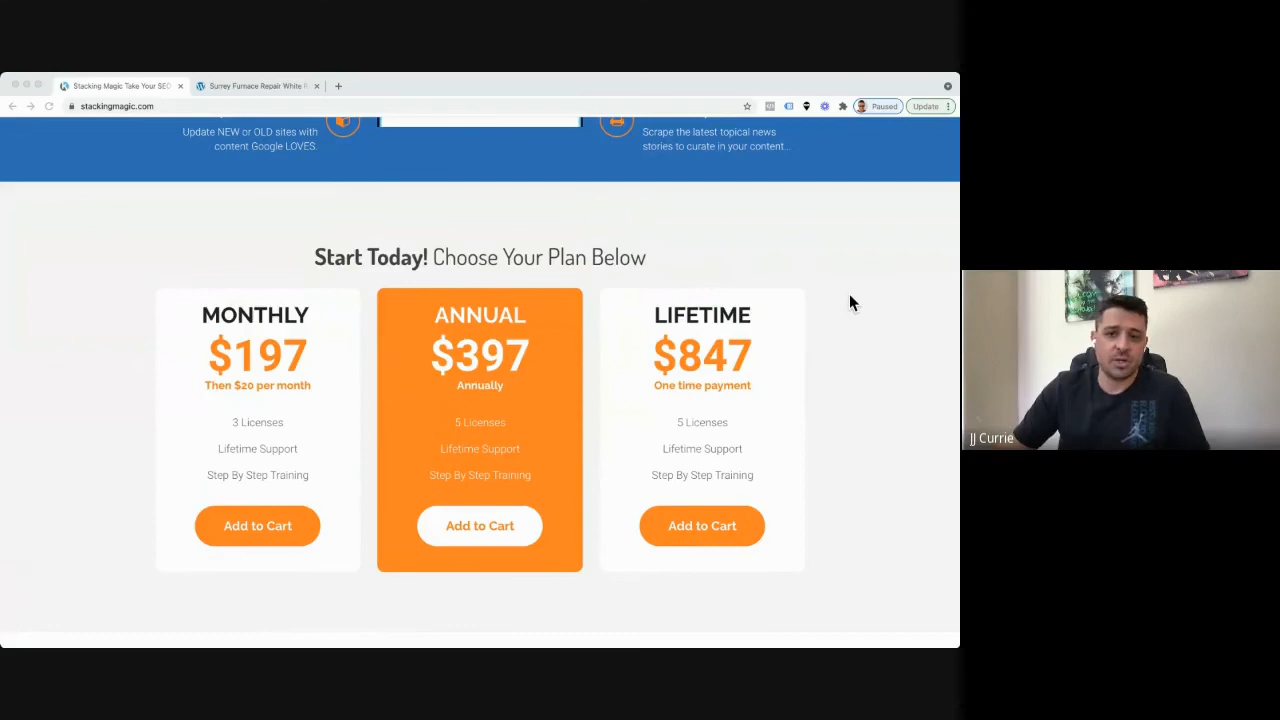 Stacking Magic Take Your SEO
Surrey Furnace Repair White R
stackingmagic.com
Paused
Update
Update NEW or OLD sites with
content Google LOVES.
Scrape the latest topical news
stories to curate in your content...
Start Today! Choose Your Plan Below
MONTHLY
$197
Then $20 per month
3 Licenses
Lifetime Support
Step By Step Training
Add to Cart
ANNUAL
$397
Annually
5 Licenses
Lifetime Support
Step By Step Training
Add to Cart
LIFETIME
$847
One time payment
5 Licenses
Lifetime Support
Step By Step Training
Add to Cart
JJ Currie